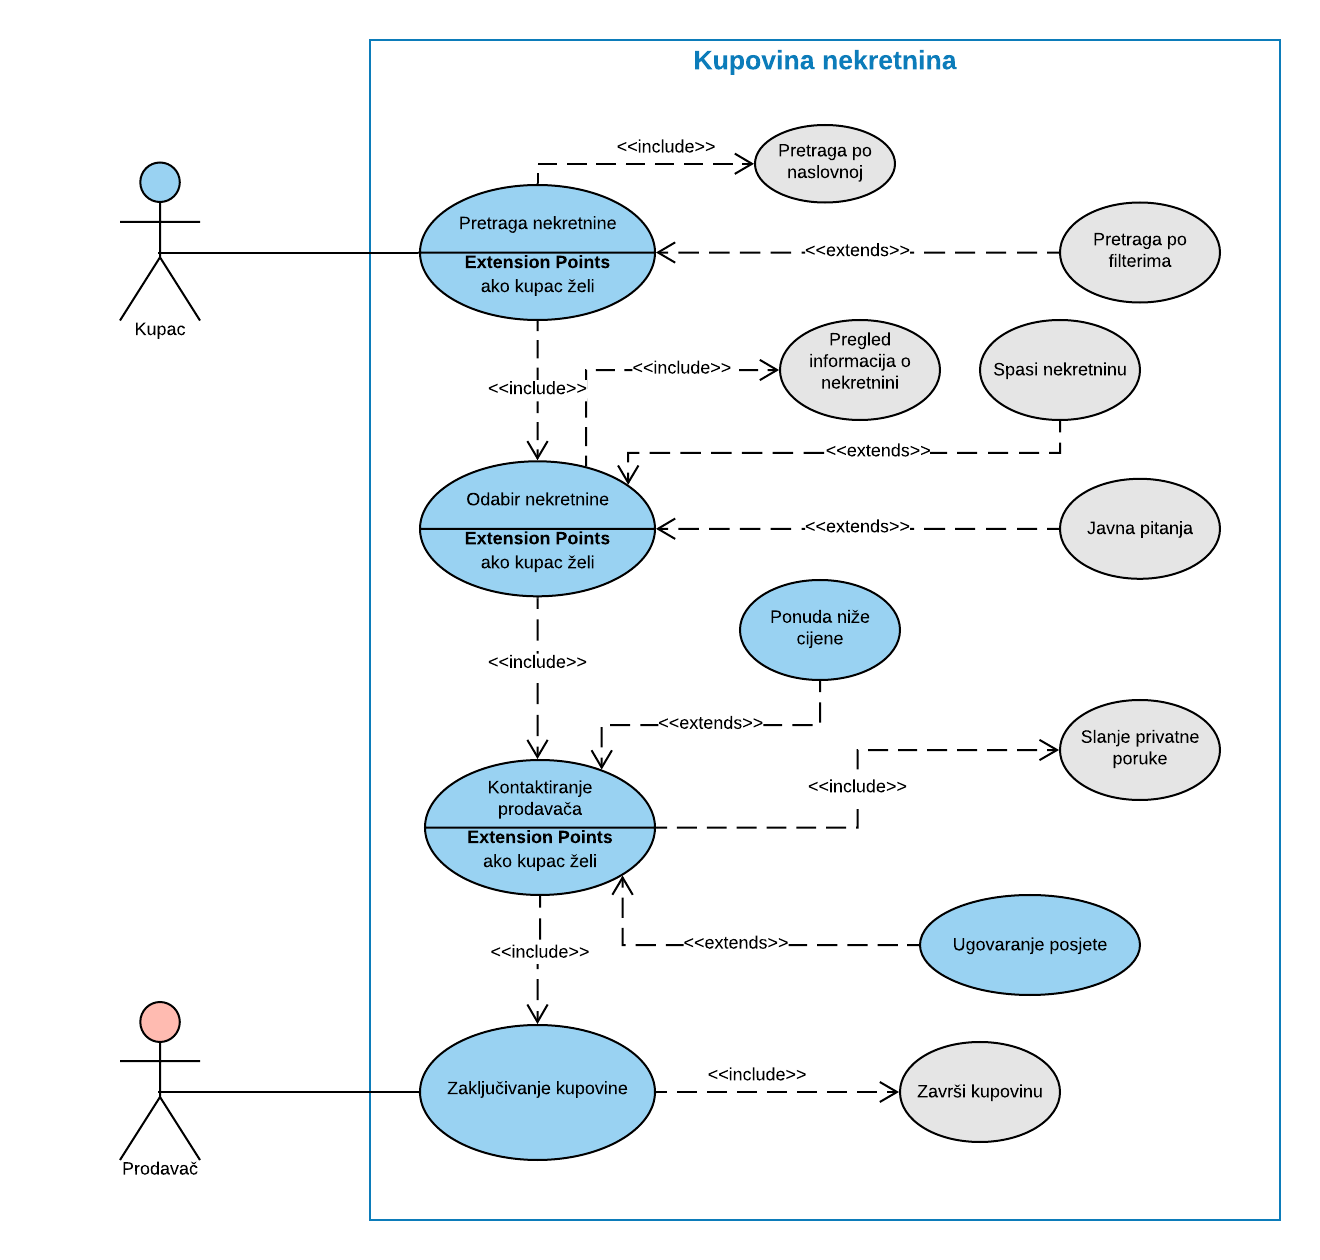 Kupovina nekretnina
<<include>>
Pretraga po
naslovnoj
Pretraga nekretnine
Extension Points
ako kupac želi
<<extends>>
Pretraga po
filterima
Kupac
<<include>>
<<include>>
Pregled
informacija o
nekretnini
Spasi nekretninu
<<extends>>
Odabir nekretnine
Extension Points
ako kupac želi
<<extends>>
Javna pitanja
Ponuda niže
cijene
<<include>>
<<extends>>
Slanje privatne
poruke
<<include>>
Kontaktiranje
prodavača
Extension Points
ako kupac želi
<<include>>
<<extends>>
Ugovaranje posjete
Zaključivanje kupovine
<<include>>
Završi kupovinu
Prodavač